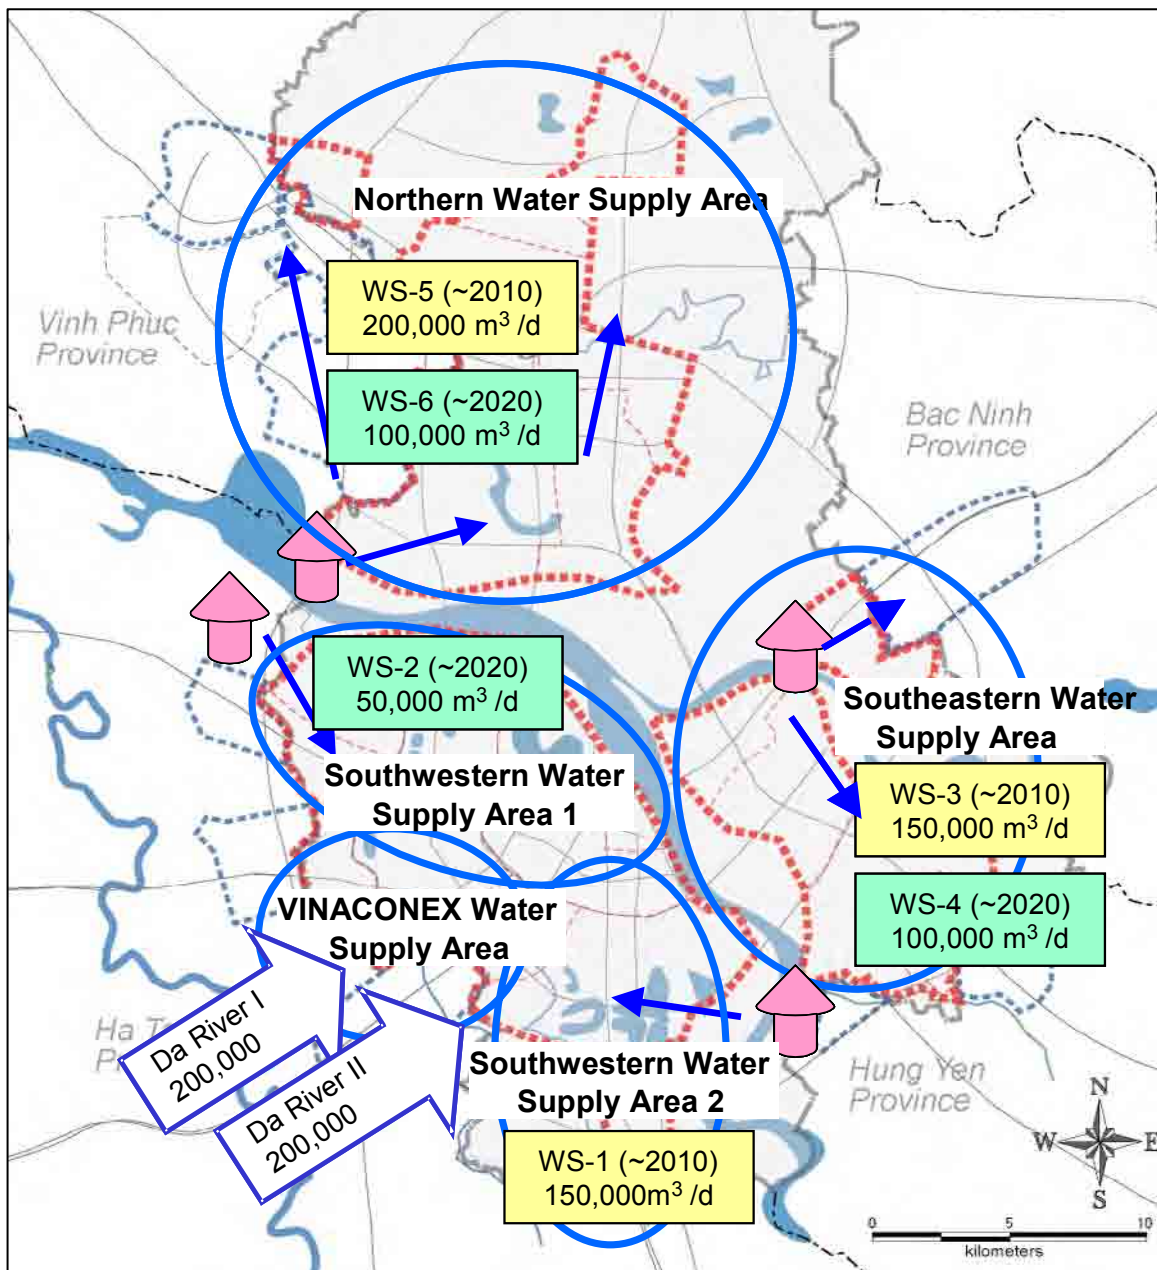 Northern Water Supply Area
WS-5 (~2010)
200,000 m³ /d
Vinh Phuc
Province
WS-6 (~2020)
100,000 m³ /d
Bac Ninh
Province
WS-2 (~2020)
50,000 m³ /d
Southeastern Water
Supply Area
Southwestern Water
Supply Area 1
WS-3 (~2010)
150,000 m³ /d
VINACONEX Water
Supply Area
WS-4 (~2020)
100,000 m³ /d
Ha
Da River I
200,000
Da River II
200,000
Southwestern Water
Supply Area 2
Hung Yen
Province
WS-1 (~2010)
150,000m³ /d
N
W
E
S
0 5 10
kilometers